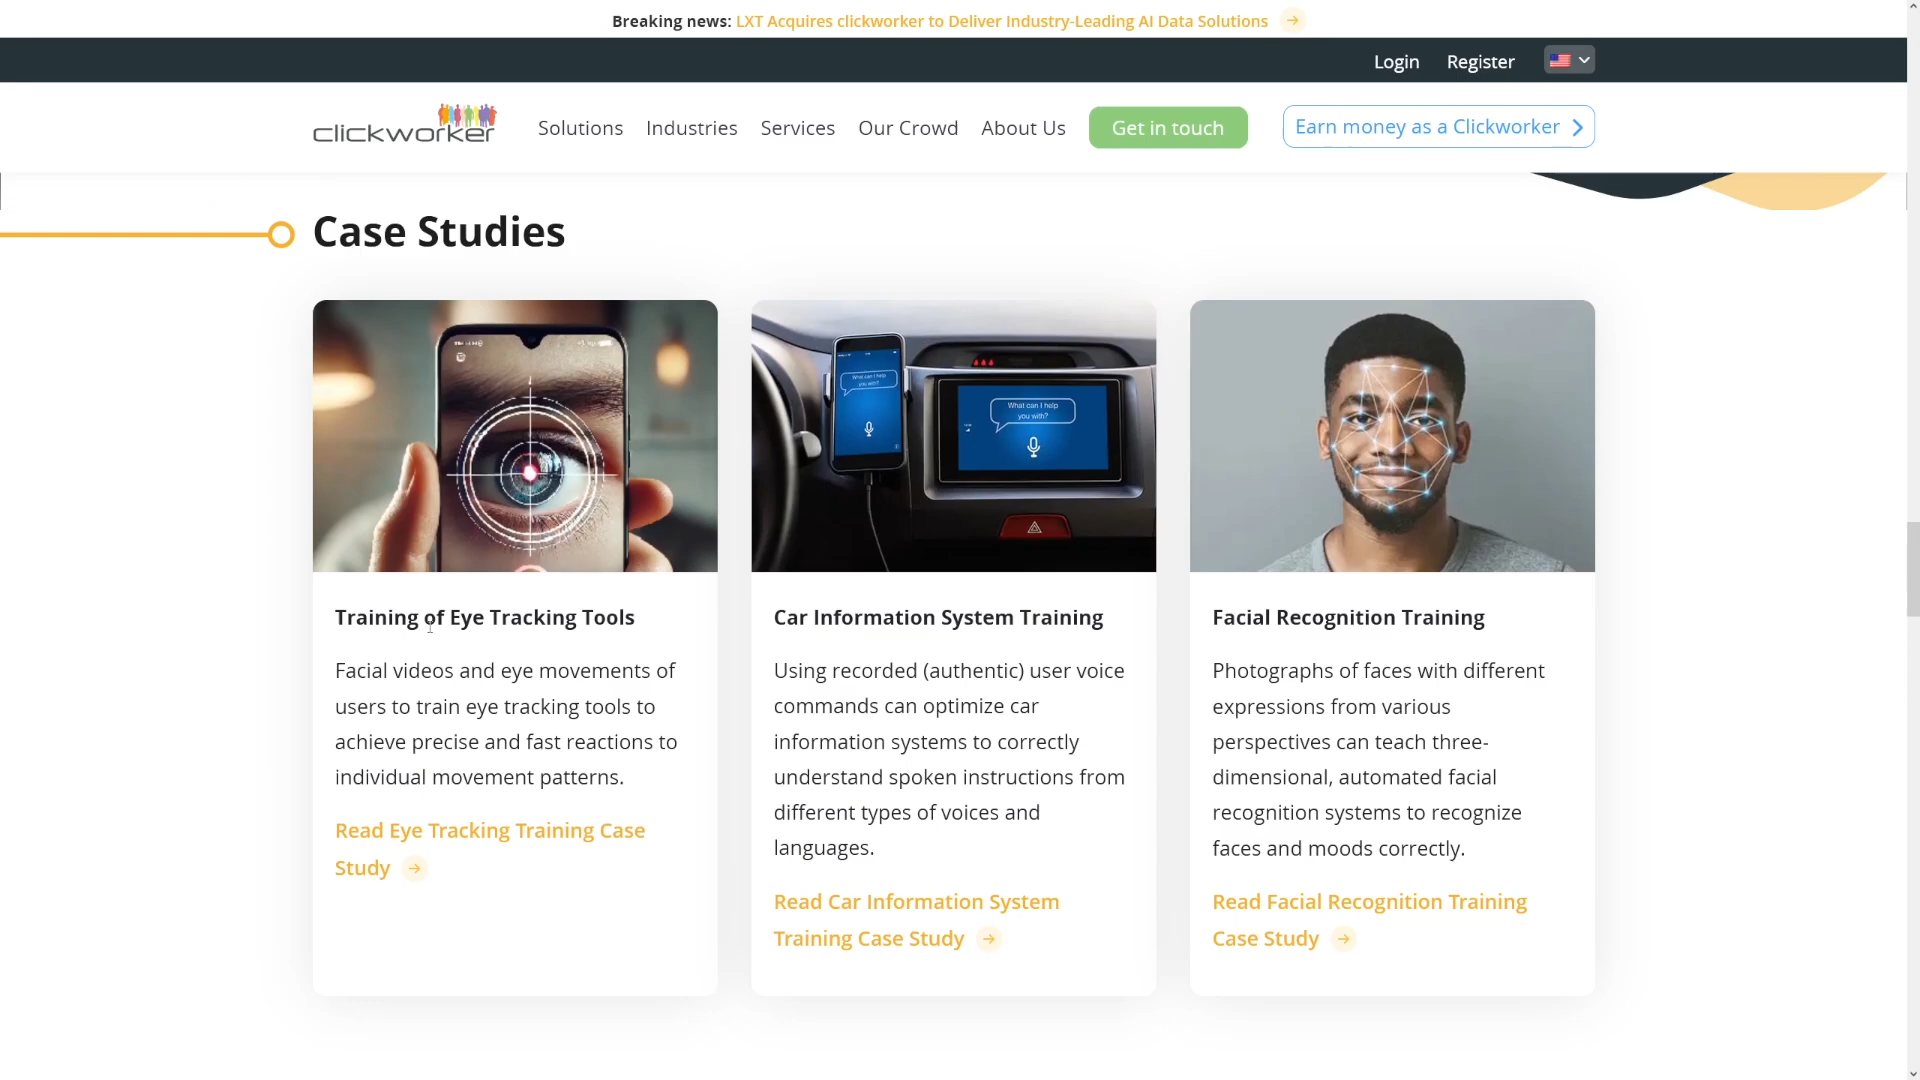 Breaking news: LXT Acquires clickworker to Deliver Industry-Leading AI Data Solutions →
Login Register
clickworker Solutions Industries Services Our Crowd About Us Get in touch Earn money as a Clickworker
Case Studies
What can I help
you with?
What can I help
you with?
Training of Eye Tracking Tools
Facial videos and eye movements of
users to train eye tracking tools to
achieve precise and fast reactions to
individual movement patterns.
Read Eye Tracking Training Case
Study →
Car Information System Training
Using recorded (authentic) user voice
commands can optimize car
information systems to correctly
understand spoken instructions from
different types of voices and
languages.
Read Car Information System
Training Case Study →
Facial Recognition Training
Photographs of faces with different
expressions from various
perspectives can teach three-
dimensional, automated facial
recognition systems to recognize
faces and moods correctly.
Read Facial Recognition Training
Case Study →